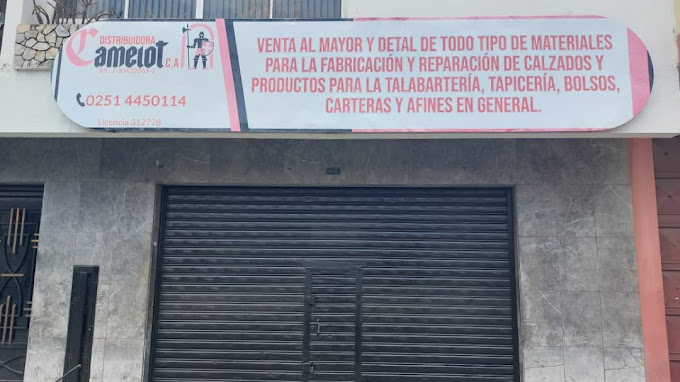 DISTRIBUIDORA
Camelot C.A
0251 4450114
Licencia 312778
VENTA AL MAYOR Y DETAL DE TODO TIPO DE MATERIALES
PARA LA FABRICACIÓN Y REPARACIÓN DE CALZADOS Y
PRODUCTOS PARA LA TALABARTERÍA, TAPICERÍA, BOLSOS,
CARTERAS Y AFINES EN GENERAL.